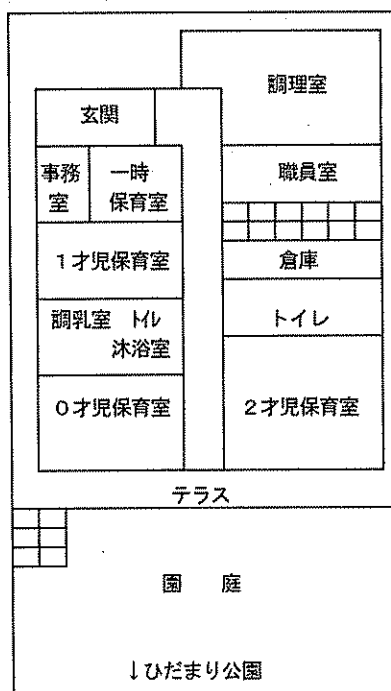 調理室
玄関
事務室
一時
保育室
職員室
1才児保育室
倉庫
調乳室 トイレ
沐浴室
トイレ
0才児保育室
2才児保育室
テラス
園 庭
↓ひだまり公園